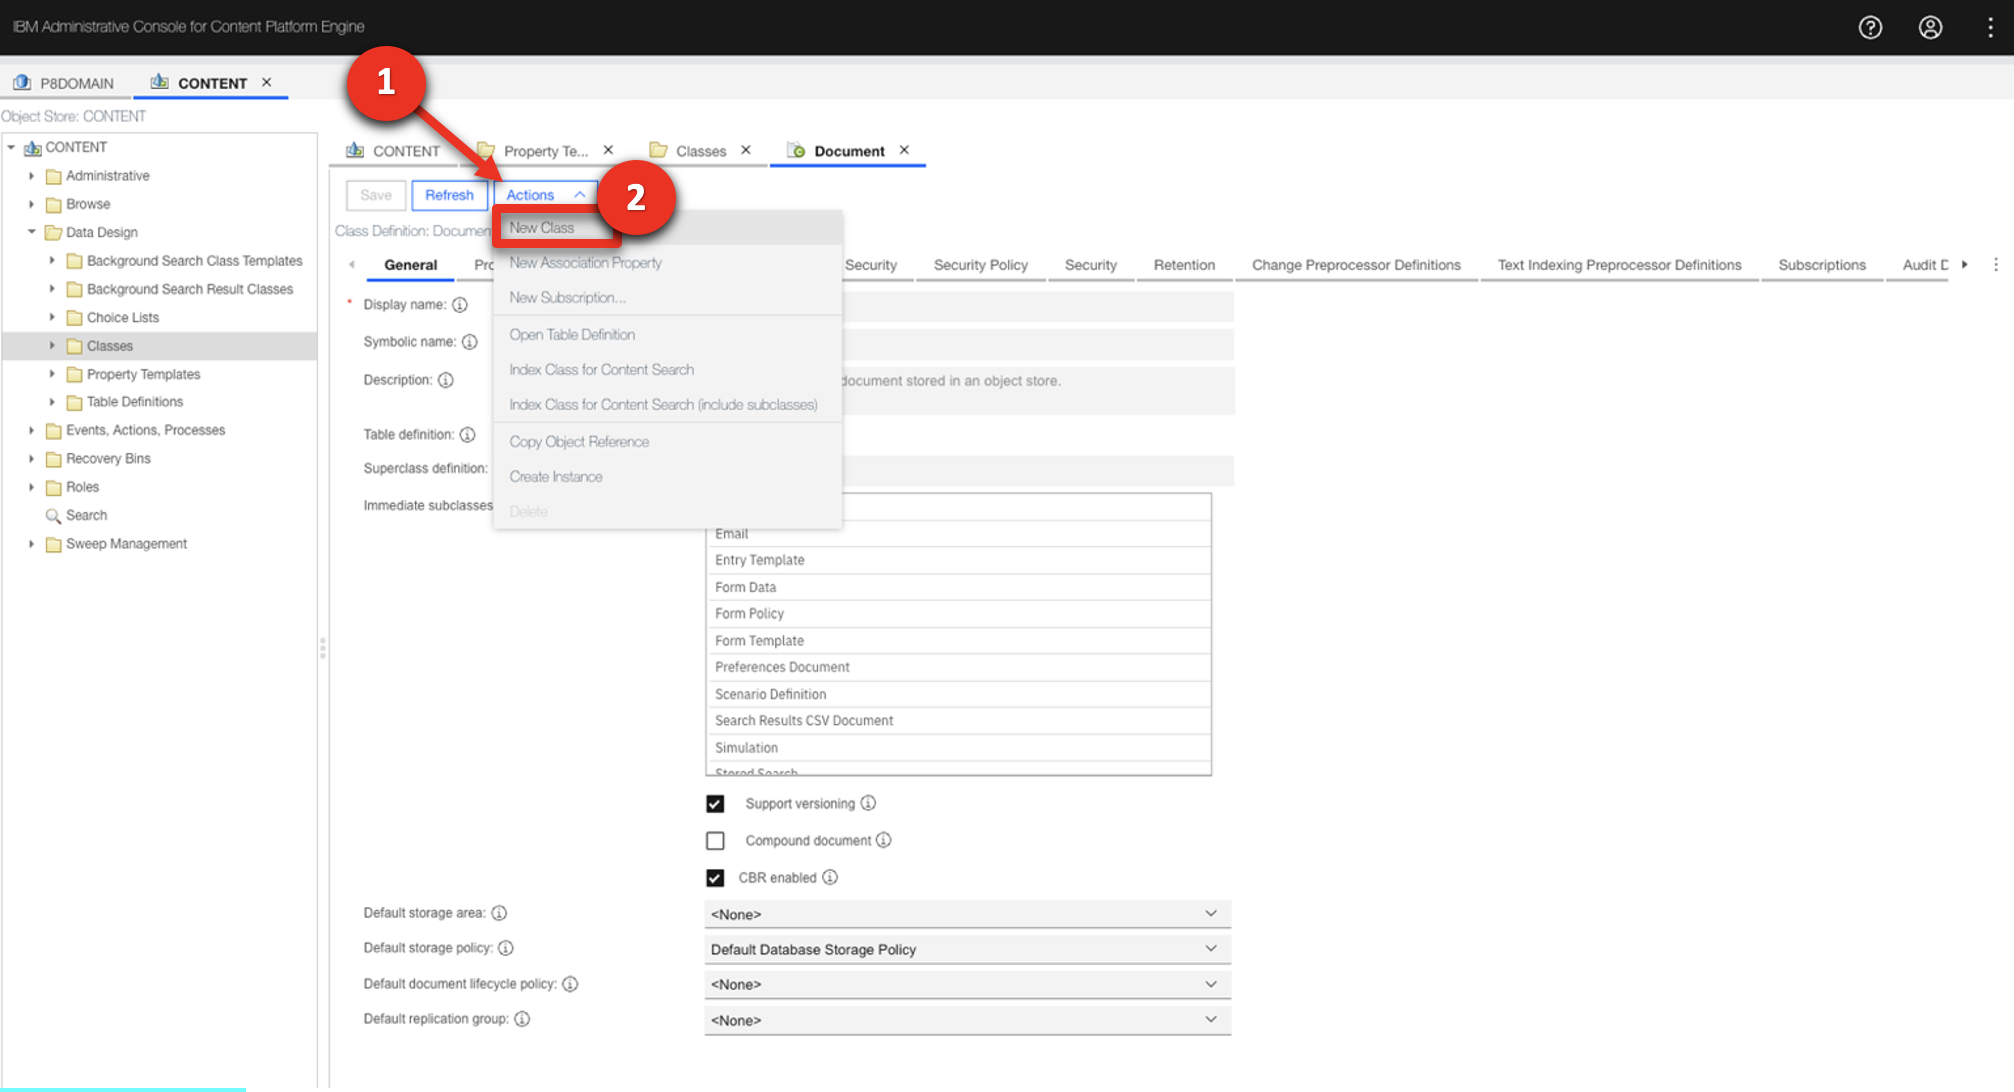 IBM Administrative Console for Content Platform Engine
P8DOMAIN
CONTENT
1
Object Store: CONTENT
CONTENT
Administrative
Browse
Data Design
Background Search Class Templates
Background Search Result Classes
Choice Lists
Classes
Property Templates
Table Definitions
Events, Actions, Processes
Recovery Bins
Roles
Search
Sweep Management
CONTENT
Property Te...
Classes
Document
Save
Refresh
Actions
2
Class Definition: Documen
New Class
New Association Property
New Subscription...
Open Table Definition
Index Class for Content Search
Index Class for Content Search (include subclasses)
Copy Object Reference
Create Instance
Delete
General
Pro
Security
Security Policy
Security
Retention
Change Preprocessor Definitions
Text Indexing Preprocessor Definitions
Subscriptions
Audit D
* Display name:
Symbolic name:
Description:
document stored in an object store.
Table definition:
Superclass definition:
Immediate subclasses
Email
Entry Template
Form Data
Form Policy
Form Template
Preferences Document
Scenario Definition
Search Results CSV Document
Simulation
Stored Search
Support versioning
Compound document
CBR enabled
Default storage area:
<None>
Default storage policy:
Default Database Storage Policy
Default document lifecycle policy:
<None>
Default replication group:
<None>